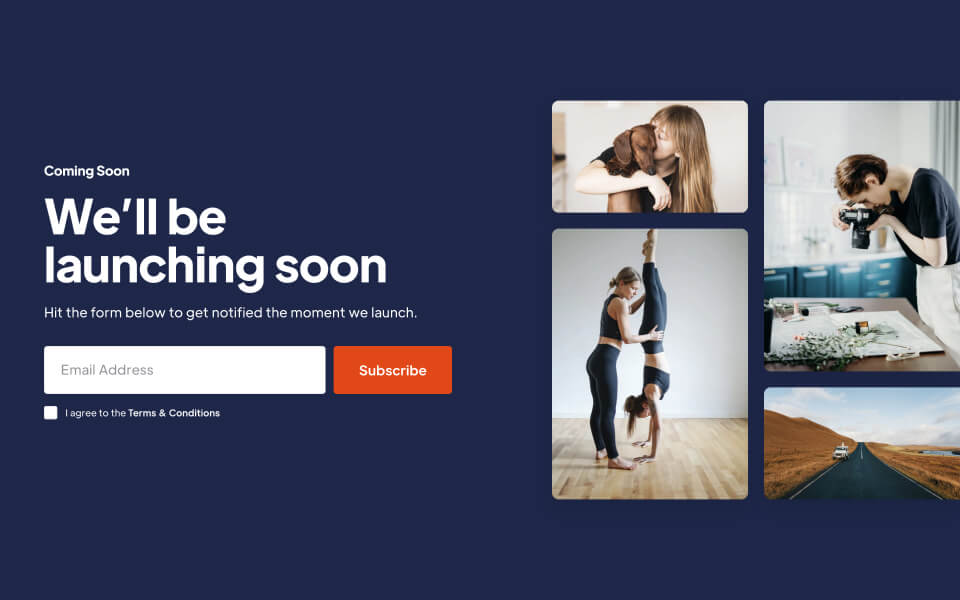 Coming Soon
We’ll be
launching soon
Hit the form below to get notified the moment we launch.
Email Address
Subscribe
I agree to the Terms & Conditions